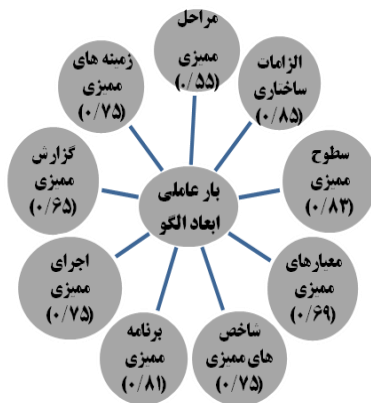 مراحل
ممیزی
(۰/۵۵)
الزامات
ساختاری
(۰/۸۵)
سطوح
ممیزی
(۰/۸۳)
معیارهای
ممیزی
(۰/۶۹)
شاخص
های ممیزی
(۰/۷۵)
برنامه
ممیزی
(۰/۸۱)
اجرای
ممیزی
(۰/۷۵)
گزارش
ممیزی
(۰/۶۵)
زمینه های
ممیزی
(۰/۷۵)
بار عاملی
ابعاد الگو